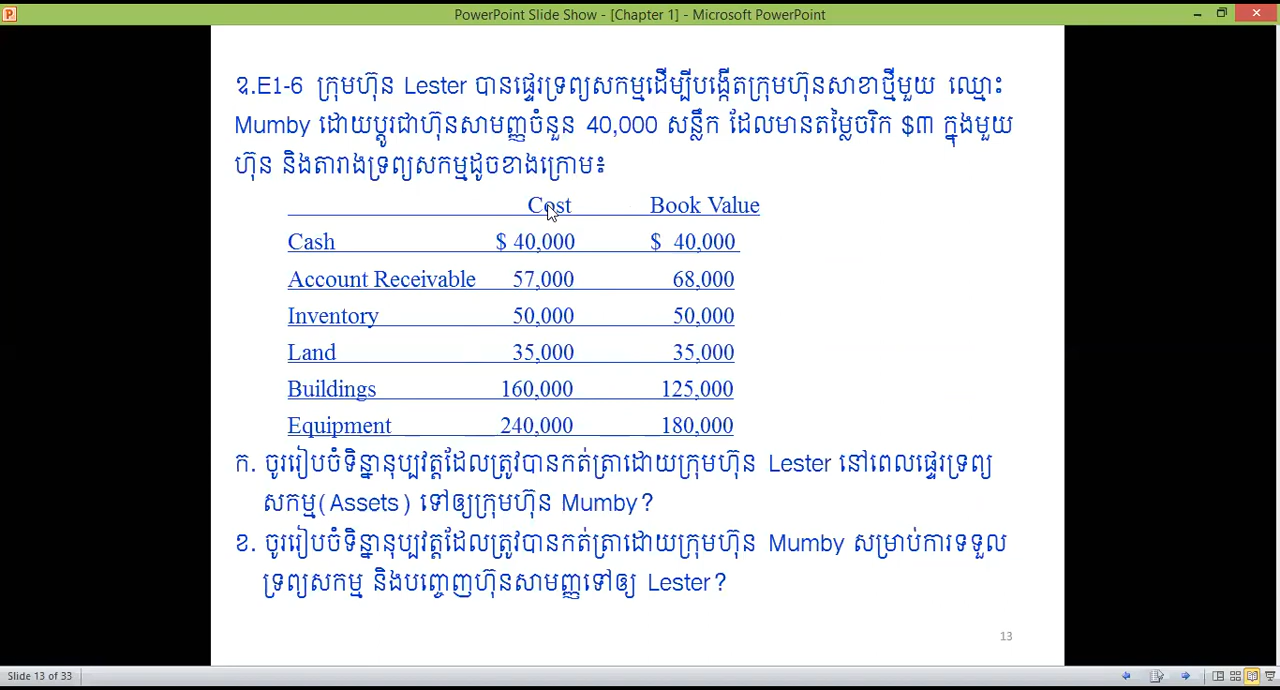 PowerPoint Slide Show - [Chapter 1] - Microsoft PowerPoint
ឧ.E1-6 ក្រុមហ៊ុន Lester បានផ្ទេរទ្រព្យសកម្មដើម្បីបង្កើតក្រុមហ៊ុនសាខាថ្មីមួយ ឈ្មោះ
Mumby ដោយប្តូរជាហ៊ុនសាមញ្ញចំនួន 40,000 សន្លឹក ដែលមានតម្លៃចរិក $៣ ក្នុងមួយ
ហ៊ុន និងតារាងទ្រព្យសកម្មដូចខាងក្រោម៖
Cost Book Value
Cash $ 40,000 $ 40,000
Account Receivable 57,000 68,000
Inventory 50,000 50,000
Land 35,000 35,000
Buildings 160,000 125,000
Equipment 240,000 180,000
ក. ចូររៀបចំទិន្នានុប្បវត្តដែលត្រូវបានកត់ត្រាដោយក្រុមហ៊ុន Lester នៅពេលផ្ទេរទ្រព្យ
សកម្ម(Assets) ទៅឲ្យក្រុមហ៊ុន Mumby?
ខ. ចូររៀបចំទិន្នានុប្បវត្តដែលត្រូវបានកត់ត្រាដោយក្រុមហ៊ុន Mumby សម្រាប់ការទទួល
ទ្រព្យសកម្ម និងបញ្ចេញហ៊ុនសាមញ្ញទៅឲ្យ Lester?
13
Slide 13 of 33